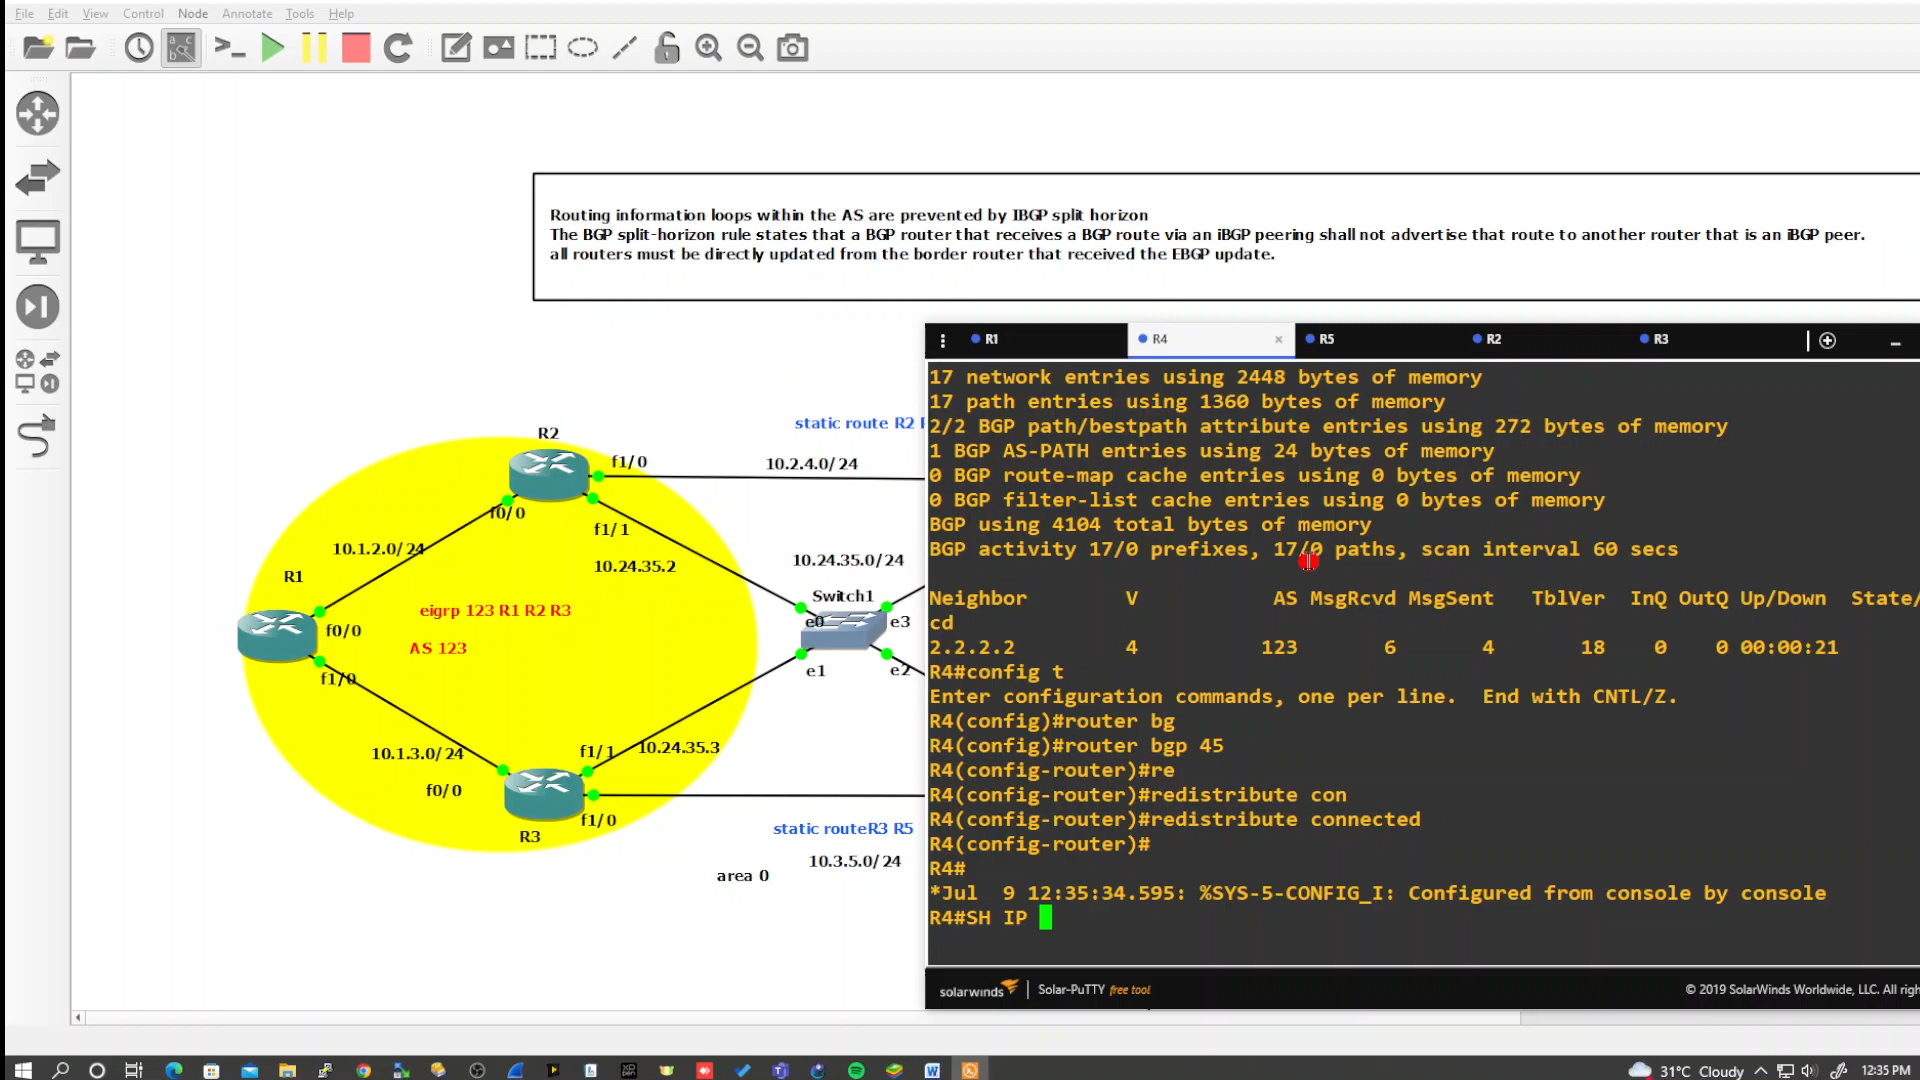 File Edit View Control Node Annotate Tools Help
Routing information loops within the AS are prevented by IBGP split horizon
The BGP split-horizon rule states that a BGP router that receives a BGP route via an iBGP peering shall not advertise that route to another router that is an iBGP peer.
all routers must be directly updated from the border router that received the EBGP update.
R1 R4 × R5 R2 R3
17 network entries using 2448 bytes of memory
17 path entries using 1360 bytes of memory
2/2 BGP path/bestpath attribute entries using 272 bytes of memory
1 BGP AS-PATH entries using 24 bytes of memory
0 BGP route-map cache entries using 0 bytes of memory
0 BGP filter-list cache entries using 0 bytes of memory
BGP using 4104 total bytes of memory
BGP activity 17/0 prefixes, 17/0 paths, scan interval 60 secs
Neighbor V AS MsgRcvd MsgSent TblVer InQ OutQ Up/Down State/
cd
2.2.2.2 4 123 6 4 18 0 0 00:00:21
R4#config t
Enter configuration commands, one per line. End with CNTL/Z.
R4(config)#router bg
R4(config)#router bgp 45
R4(config-router)#re
R4(config-router)#redistribute con
R4(config-router)#redistribute connected
R4(config-router)#
R4#
*Jul 9 12:35:34.595: %SYS-5-CONFIG_I: Configured from console by console
R4#SH IP
solarwinds | Solar-PuTTY free tool © 2019 SolarWinds Worldwide, LLC. All righ
static route R2
R2
f1/0
10.2.4.0/24
f0/0
f1/1
10.1.2.0/24
10.24.35.2
10.24.35.0/24
R1
Switch1
eigrp 123 R1 R2 R3
e0
e3
f0/0
AS 123
e1
e2
f1/0
10.1.3.0/24
f1/1
10.24.35.3
f0/0
f1/0
R3
static routeR3 R5
10.3.5.0/24
area 0
31°C Cloudy 12:35 PM